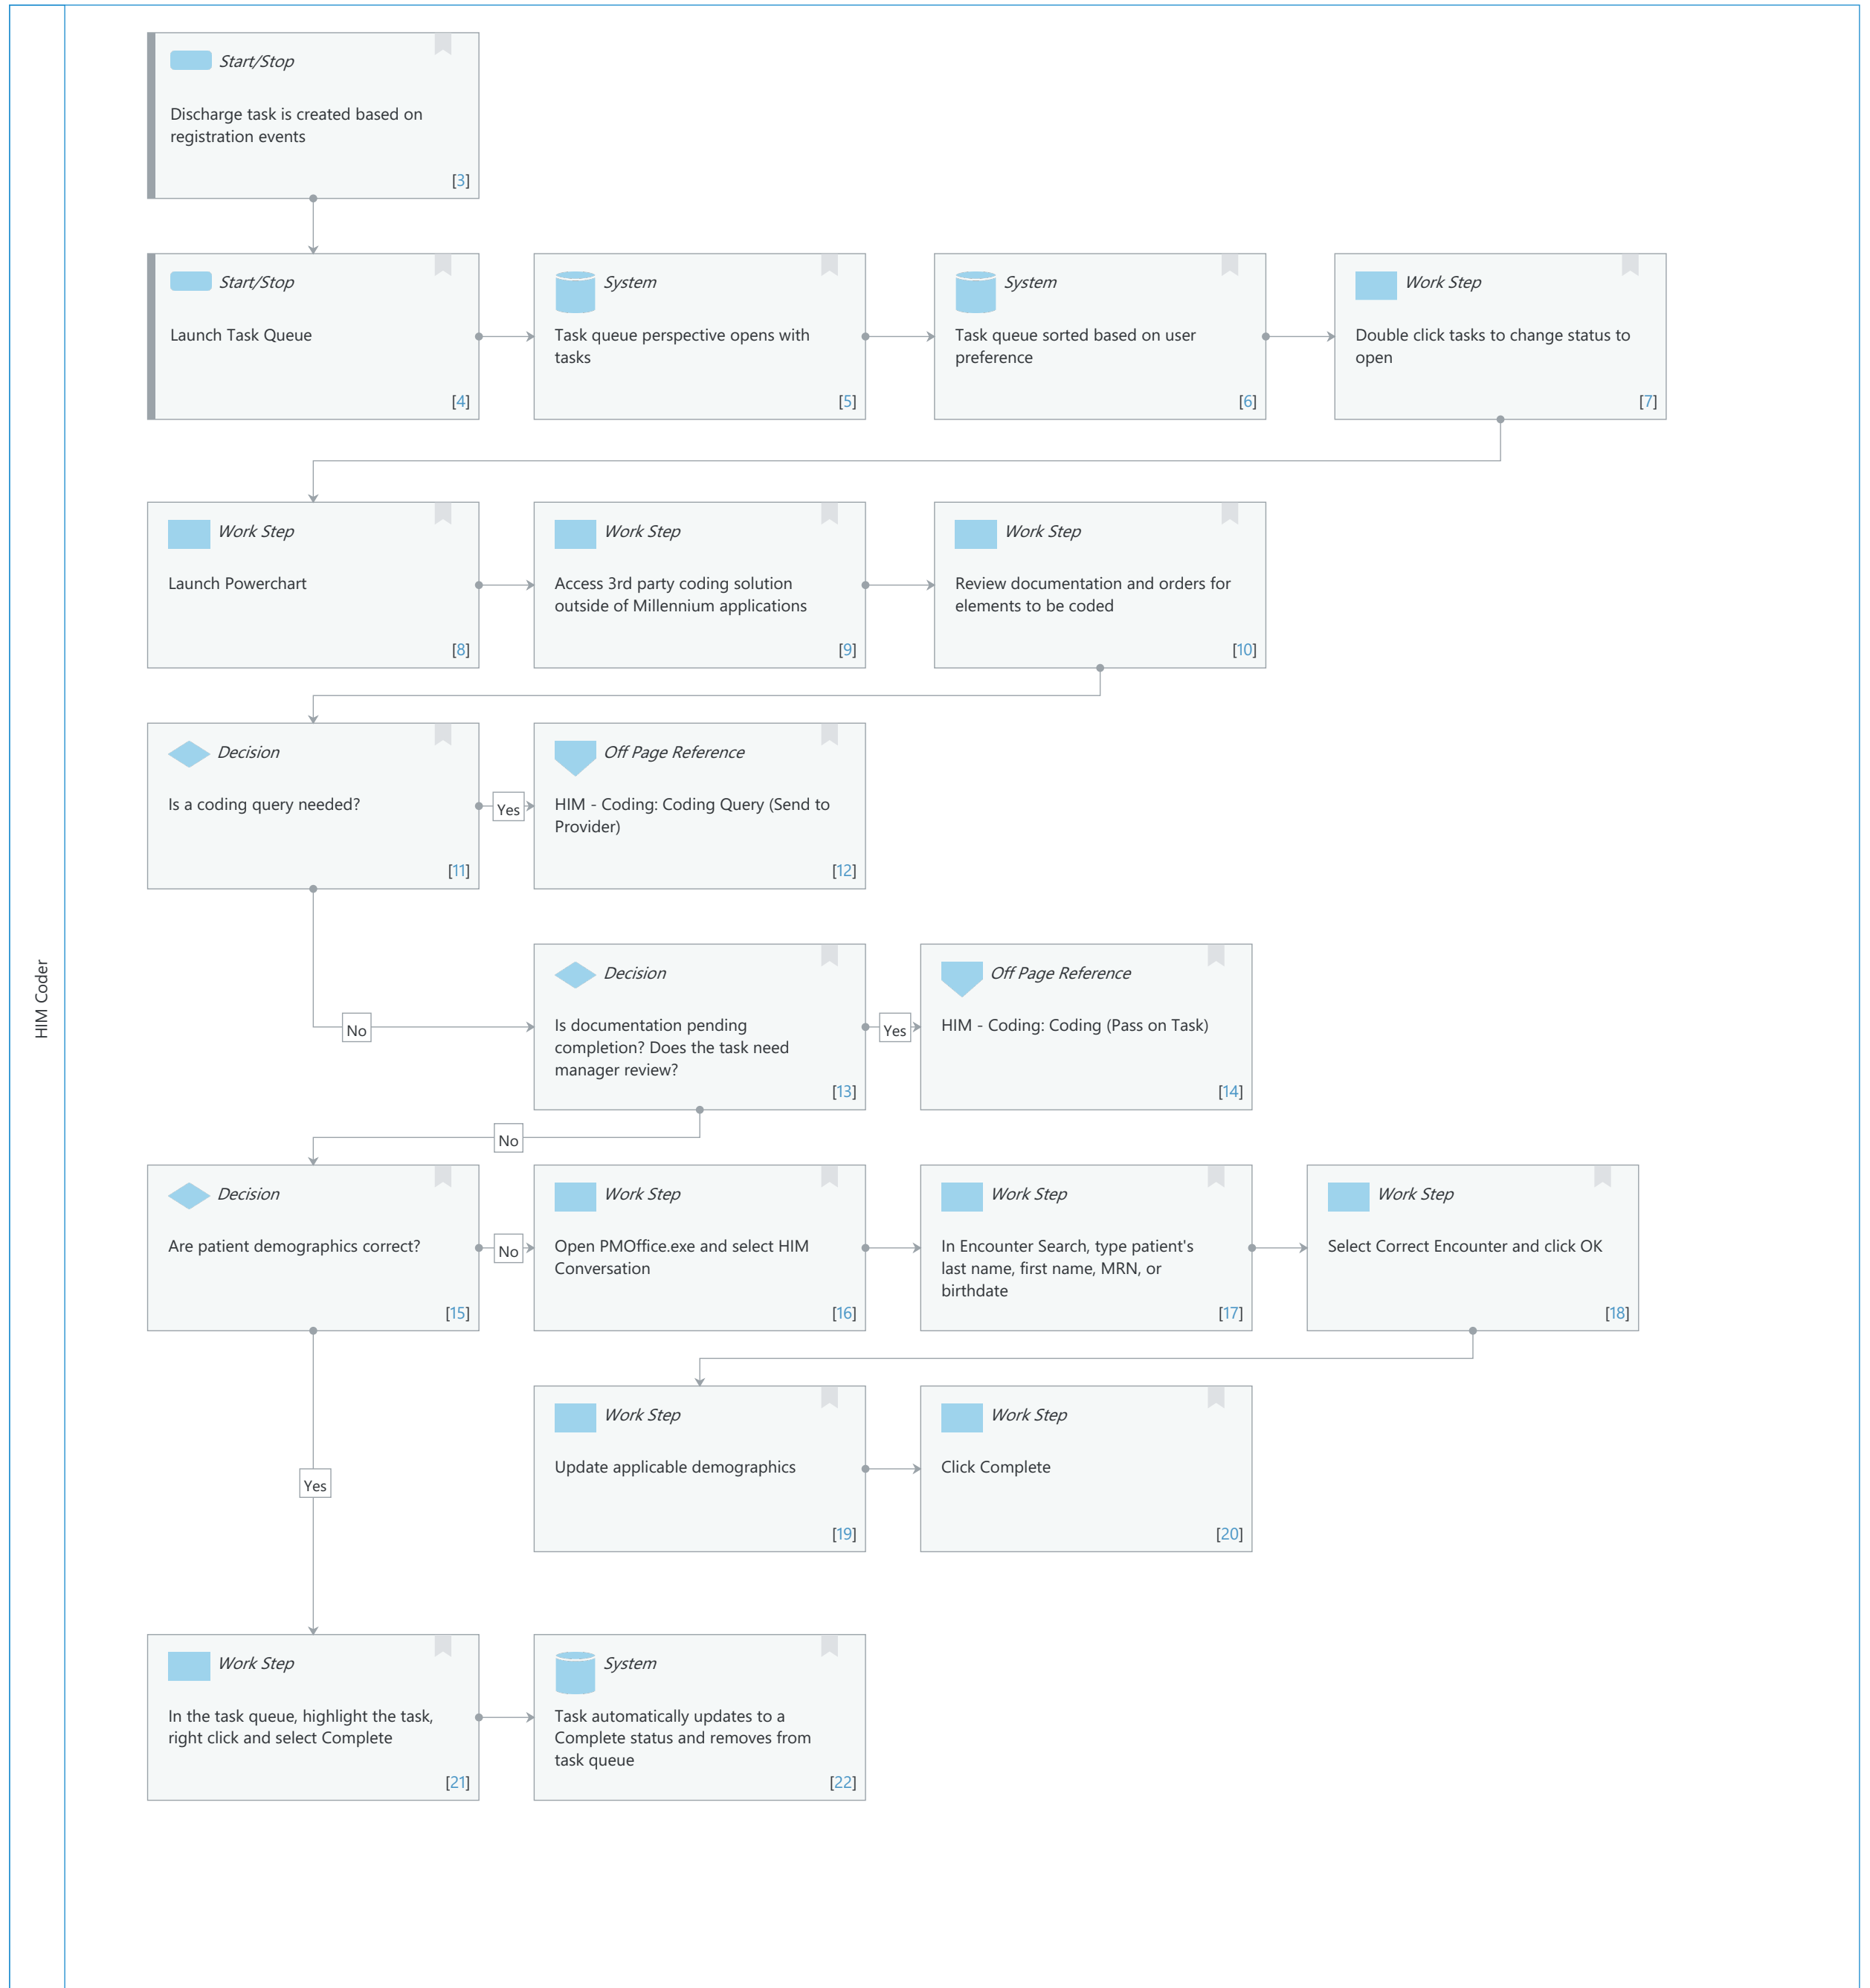 HIM Coder
Start/Stop
Discharge task is created based on
registration events
[3]
Start/Stop
Launch Task Queue
[4]
System
Task queue perspective opens with
tasks
[5]
System
Task queue sorted based on user
preference
[6]
Work Step
Double click tasks to change status to
open
[7]
Work Step
Launch Powerchart
[8]
Work Step
Access 3rd party coding solution
outside of Millennium applications
[9]
Work Step
Review documentation and orders for
elements to be coded
[10]
Decision
Is a coding query needed?
[11]
Yes
Off Page Reference
HIM - Coding: Coding Query (Send to
Provider)
[12]
No
Decision
Is documentation pending
completion? Does the task need
manager review?
[13]
Yes
Off Page Reference
HIM - Coding: Coding (Pass on Task)
[14]
No
Decision
Are patient demographics correct?
[15]
No
Work Step
Open PMOffice.exe and select HIM
Conversation
[16]
Work Step
In Encounter Search, type patient's
last name, first name, MRN, or
birthdate
[17]
Work Step
Select Correct Encounter and click OK
[18]
Work Step
Update applicable demographics
[19]
Work Step
Click Complete
[20]
Yes
Work Step
In the task queue, highlight the task,
right click and select Complete
[21]
System
Task automatically updates to a
Complete status and removes from
task queue
[22]